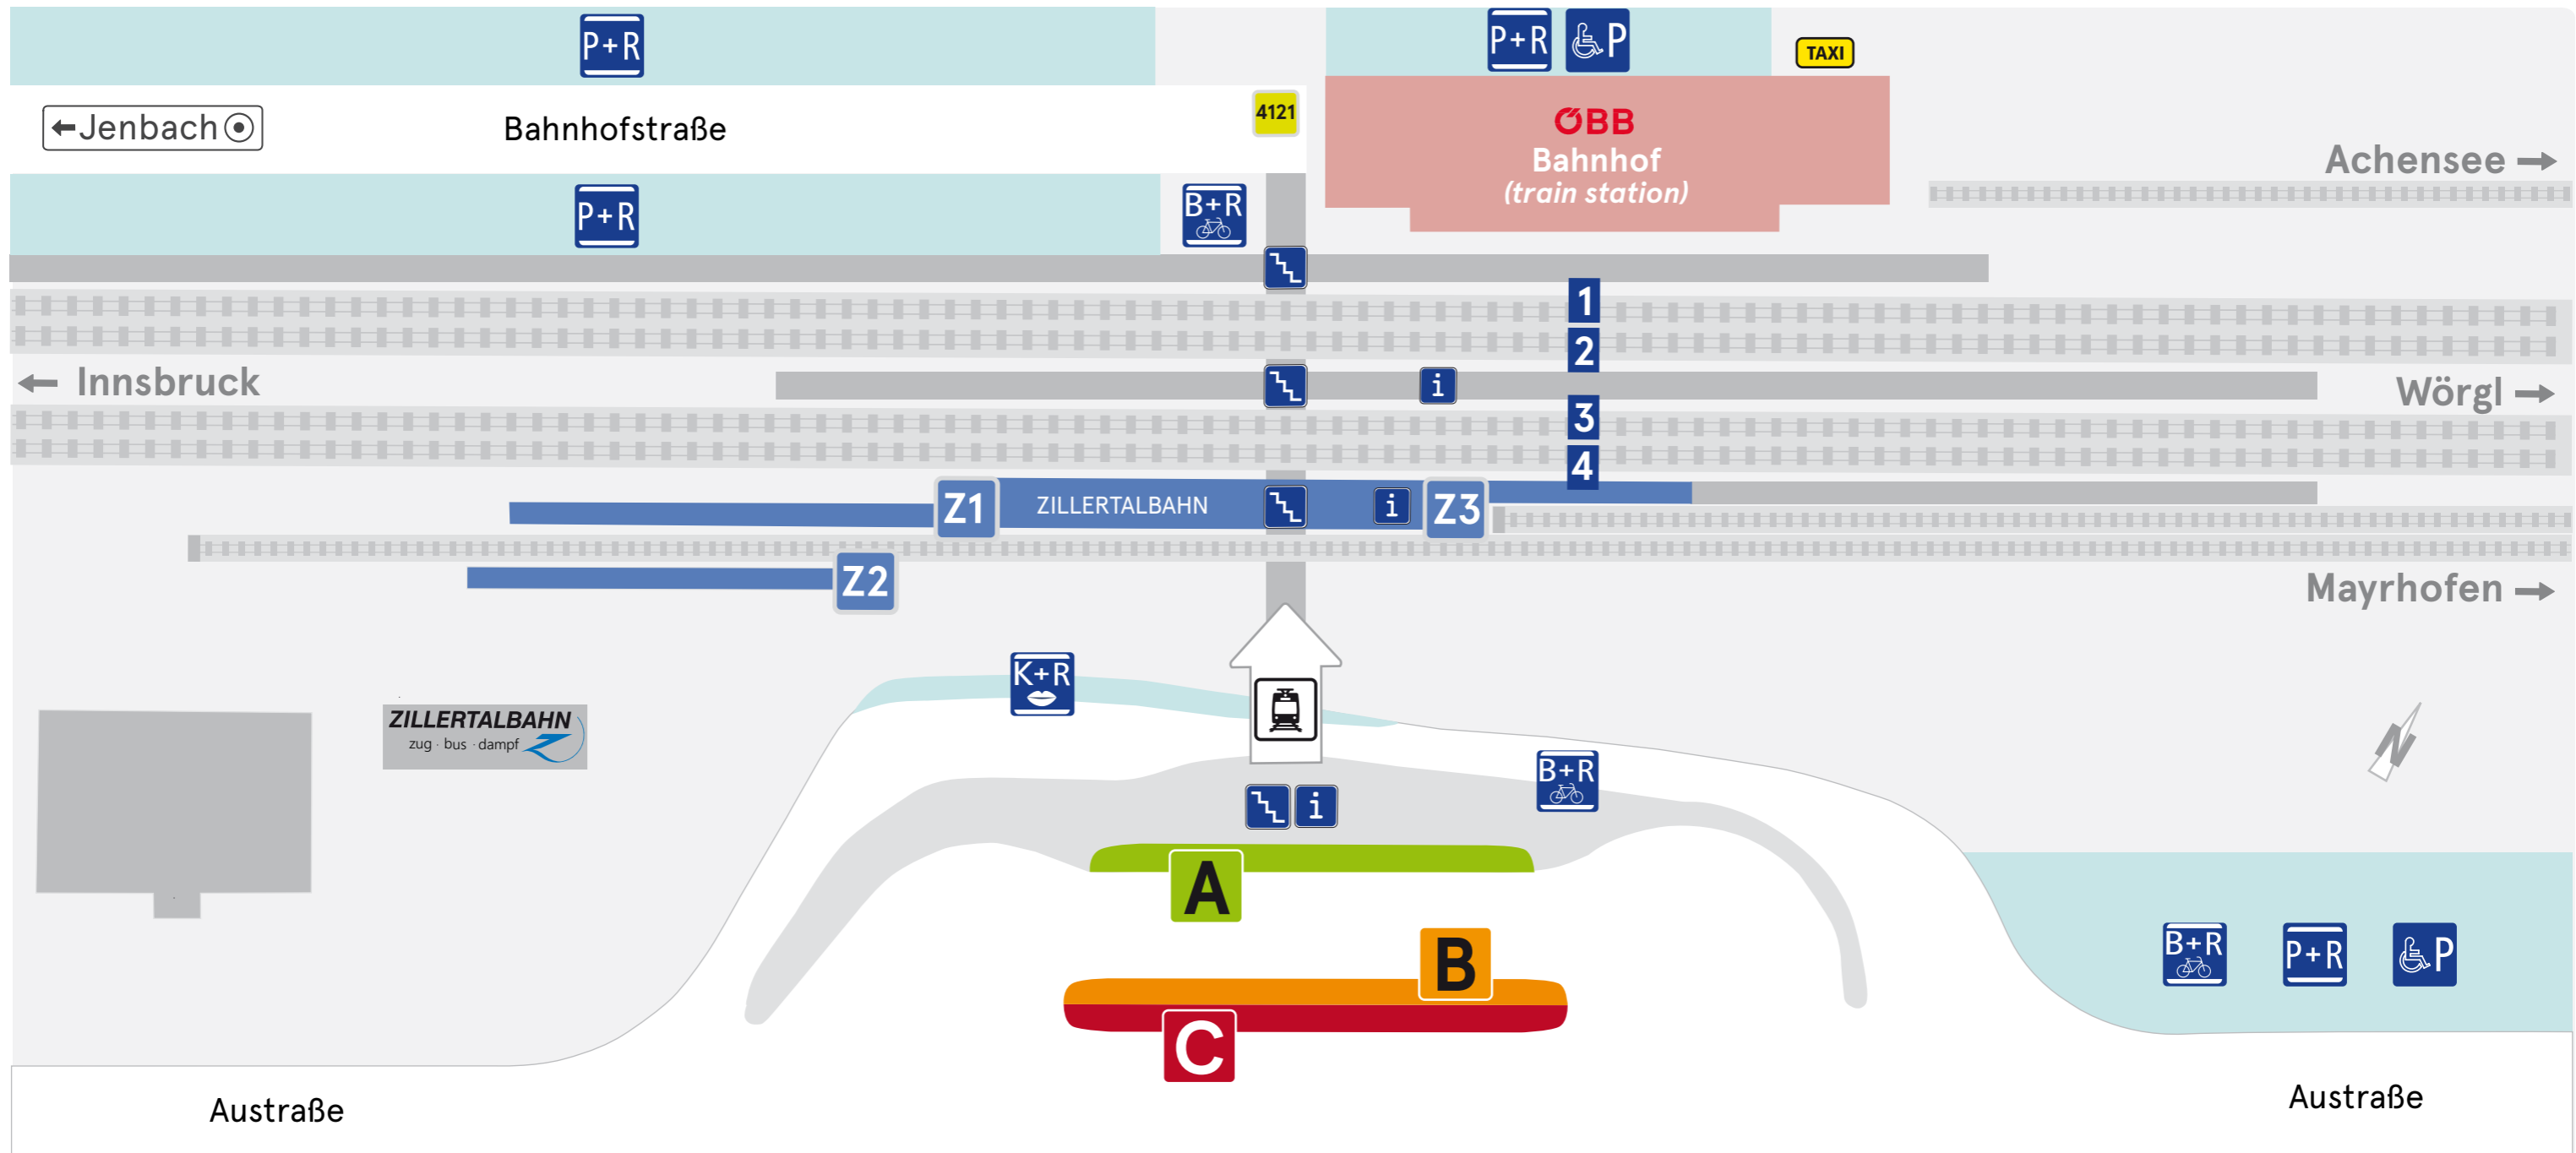 P+R
P+R
P
TAXI
←Jenbach
Bahnhofstraße
4121
ÖBB
Bahnhof
(train station)
Achensee →
P+R
B+R
1
2
← Innsbruck
i
Wörgl →
3
4
Z1
ZILLERTALBAHN
i
Z3
Z2
Mayrhofen →
K+R
ZILLERTALBAHN
zug · bus · dampf
N
B+R
i
A
B
B+R
P+R
P
C
Austraße
Austraße